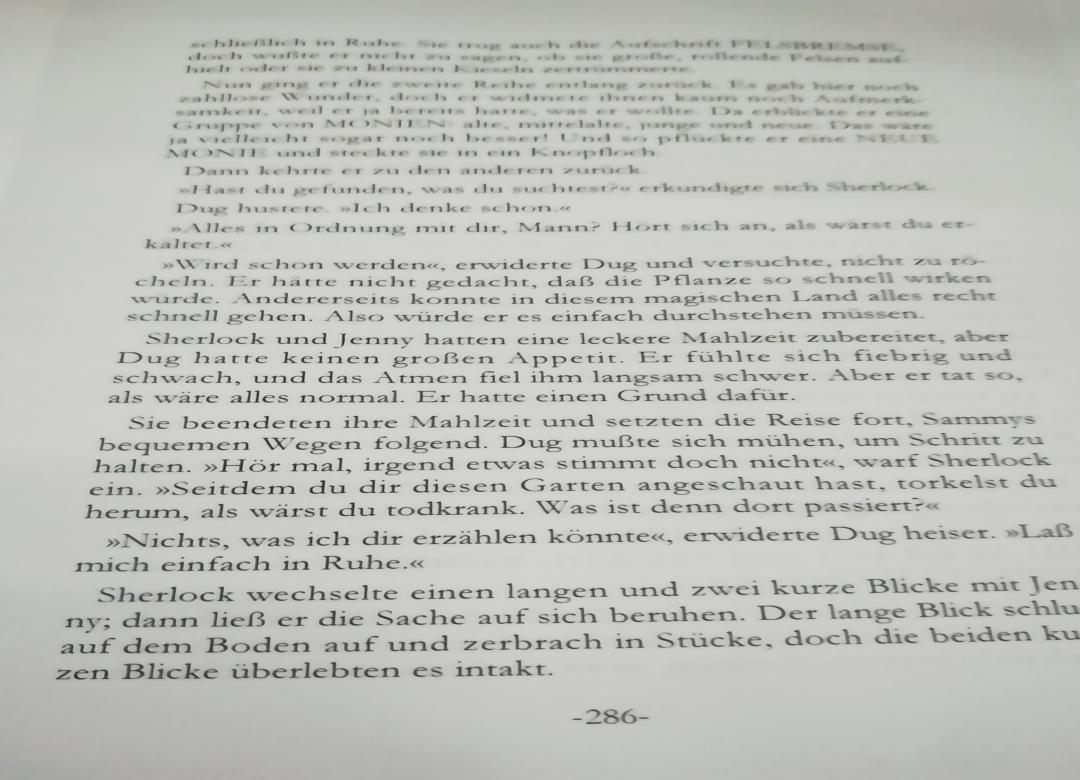 schließlich in Ruhe. Sie trug auch die Aufschrift FELSBREMSE,
doch wußte er nicht zu sagen, ob sie große, rollende Felsen auf-
hielt oder sie zu kleinen Kieseln zertrümmerte.
Nun ging er die zweite Reihe entlang zurück. Es gab hier noch
zahllose Wunder, doch er widmete ihnen kaum noch Aufmerk-
samkeit, weil er ja bereits hatte, was er wollte. Da erblickte er eine
Gruppe von MONIEN: alte, mittelalte, junge und neue. Das wäre
ja vielleicht sogar noch besser! Und so pflückte er eine NEUE
MONIE und steckte sie in ein Knopfloch.
Dann kehrte er zu den anderen zurück.
»Hast du gefunden, was du suchtest?« erkundigte sich Sherlock.
Dug hustete. »Ich denke schon.«
»Alles in Ordnung mit dir, Mann? Hört sich an, als wärst du er-
kältet.«
»Wird schon werden«, erwiderte Dug und versuchte, nicht zu rö-
cheln. Er hätte nicht gedacht, daß die Pflanze so schnell wirken
würde. Andererseits konnte in diesem magischen Land alles recht
schnell gehen. Also würde er es einfach durchstehen müssen.
Sherlock und Jenny hatten eine leckere Mahlzeit zubereitet, aber
Dug hatte keinen großen Appetit. Er fühlte sich fiebrig und
schwach, und das Atmen fiel ihm langsam schwer. Aber er tat so,
als wäre alles normal. Er hatte einen Grund dafür.
Sie beendeten ihre Mahlzeit und setzten die Reise fort, Sammys
bequemen Wegen folgend. Dug mußte sich mühen, um Schritt zu
halten. »Hör mal, irgend etwas stimmt doch nicht«, warf Sherlock
ein. »Seitdem du dir diesen Garten angeschaut hast, torkelst du
herum, als wärst du todkrank. Was ist denn dort passiert?«
»Nichts, was ich dir erzählen könnte«, erwiderte Dug heiser. »Laß
mich einfach in Ruhe.«
Sherlock wechselte einen langen und zwei kurze Blicke mit Jen
ny; dann ließ er die Sache auf sich beruhen. Der lange Blick schlu
auf dem Boden auf und zerbrach in Stücke, doch die beiden ku
zen Blicke überlebten es intakt.
-286-